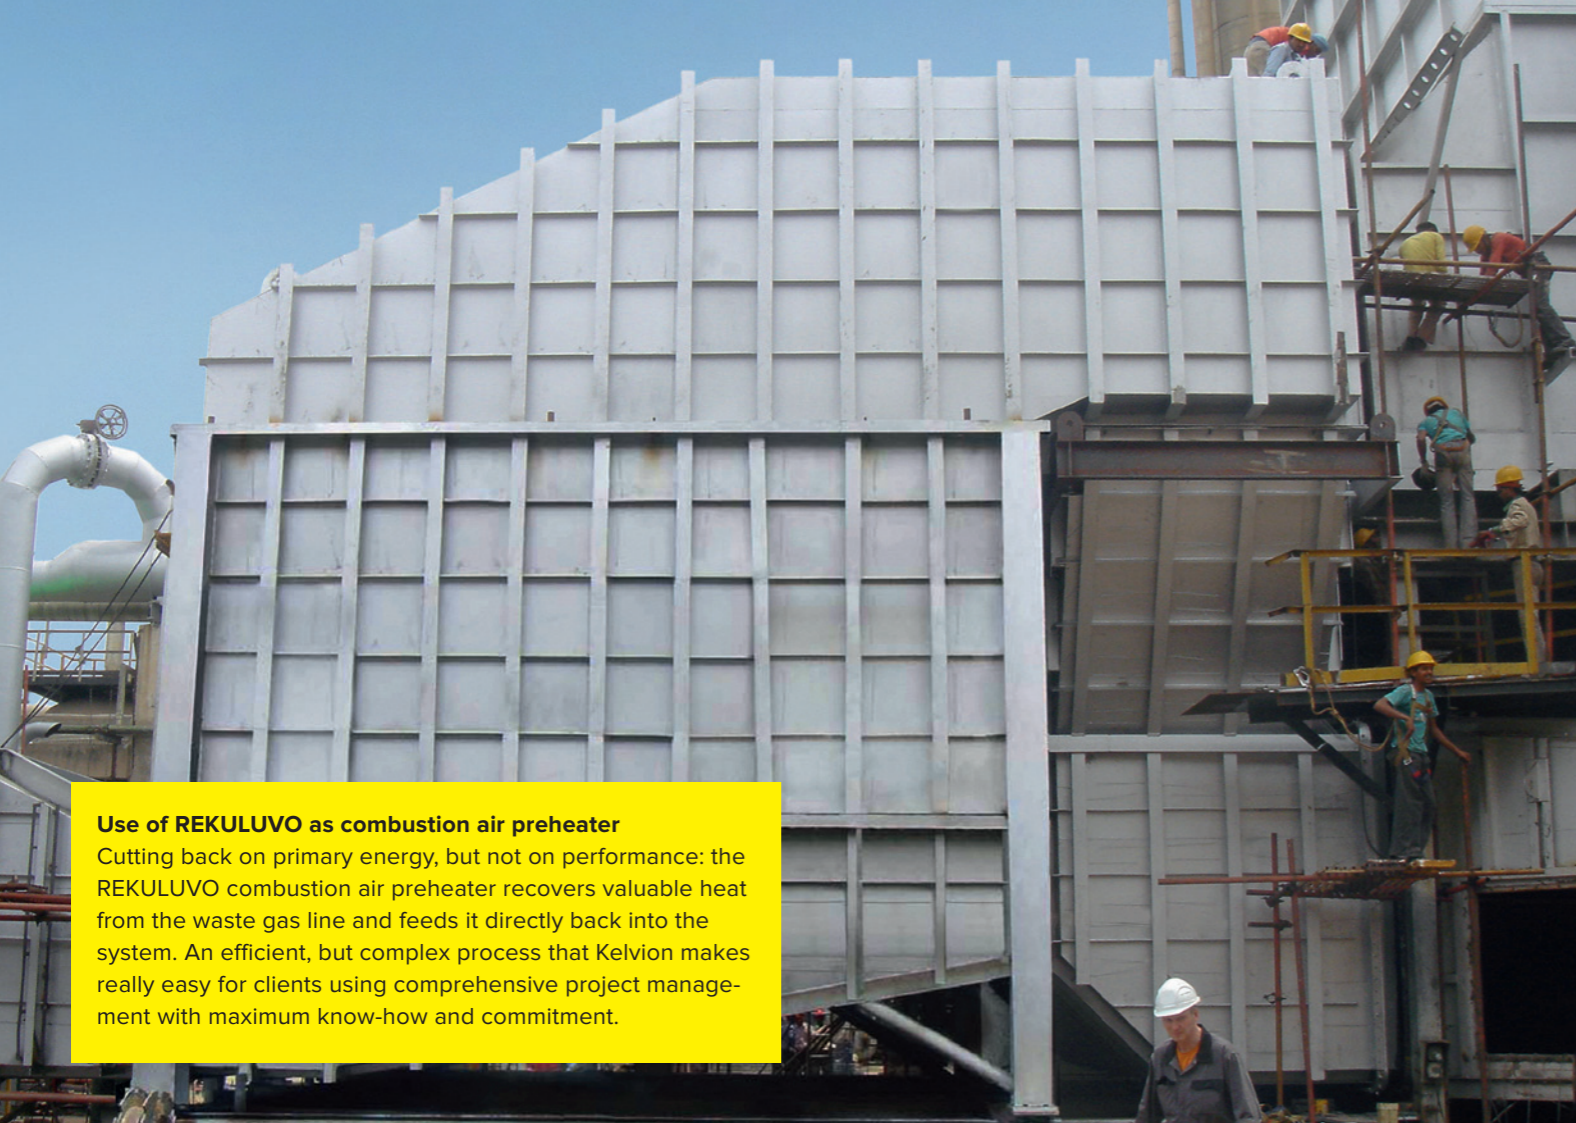 Use of REKULUVO as combustion air preheater
Cutting back on primary energy, but not on performance: the
REKULUVO combustion air preheater recovers valuable heat
from the waste gas line and feeds it directly back into the
system. An efficient, but complex process that Kelvion makes
really easy for clients using comprehensive project manage-
ment with maximum know-how and commitment.